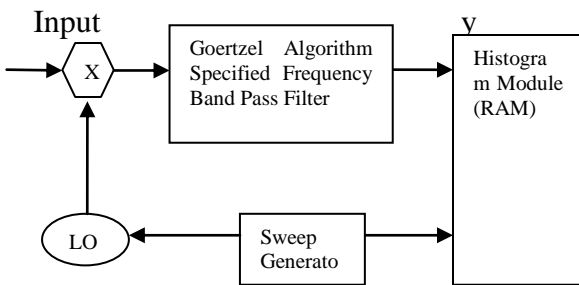 Input
X
Goertzel Algorithm
Specified Frequency
Band Pass Filter
y
Histogra
m Module
(RAM)
LO
Sweep
Generato